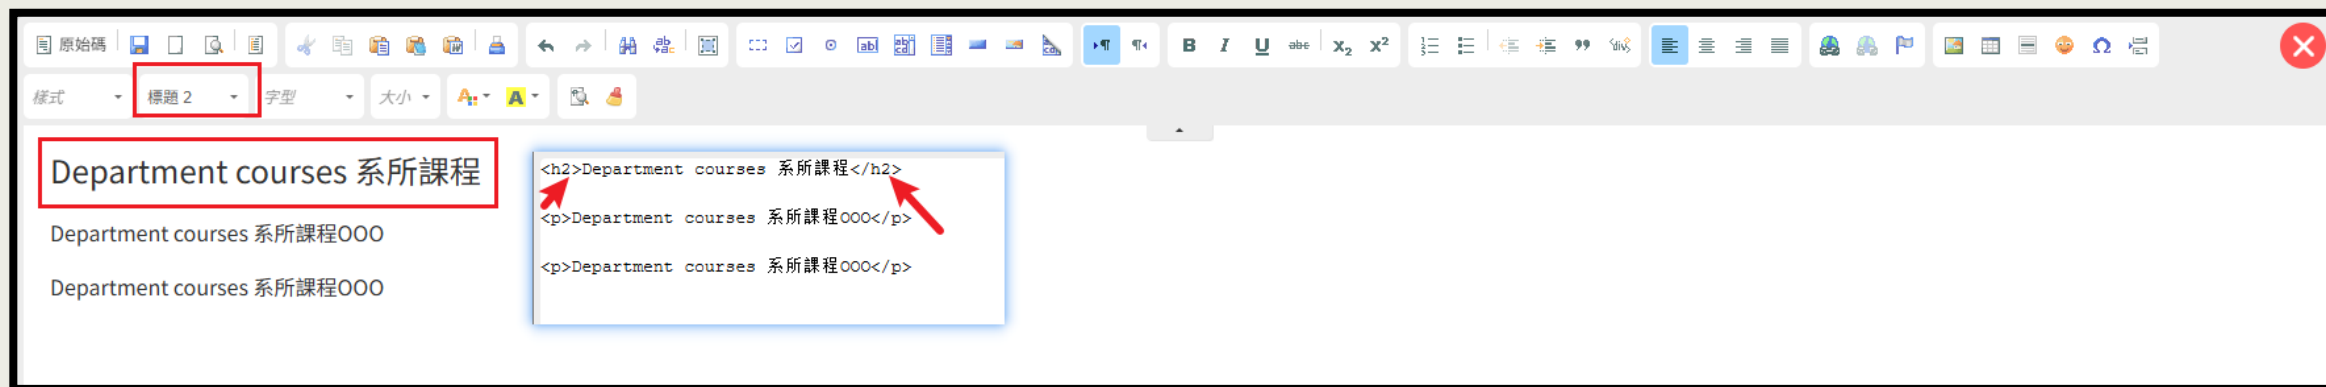 原始碼
B I U abc x₂ x²
樣式 標題 2 字型 大小 A A
Department courses 系所課程
Department courses 系所課程OOO
Department courses 系所課程OOO
<h2>Department courses 系所課程</h2>
<p>Department courses 系所課程OOO</p>
<p>Department courses 系所課程OOO</p>